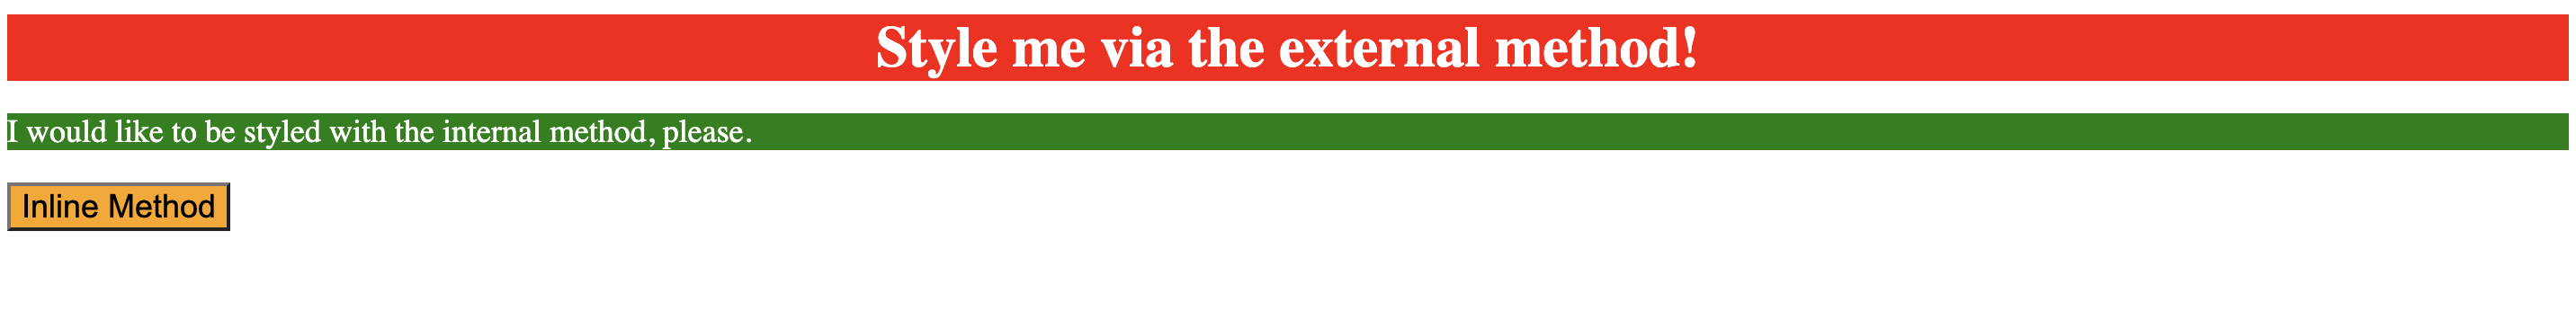 Style me via the external method!
I would like to be styled with the internal method, please.
Inline Method